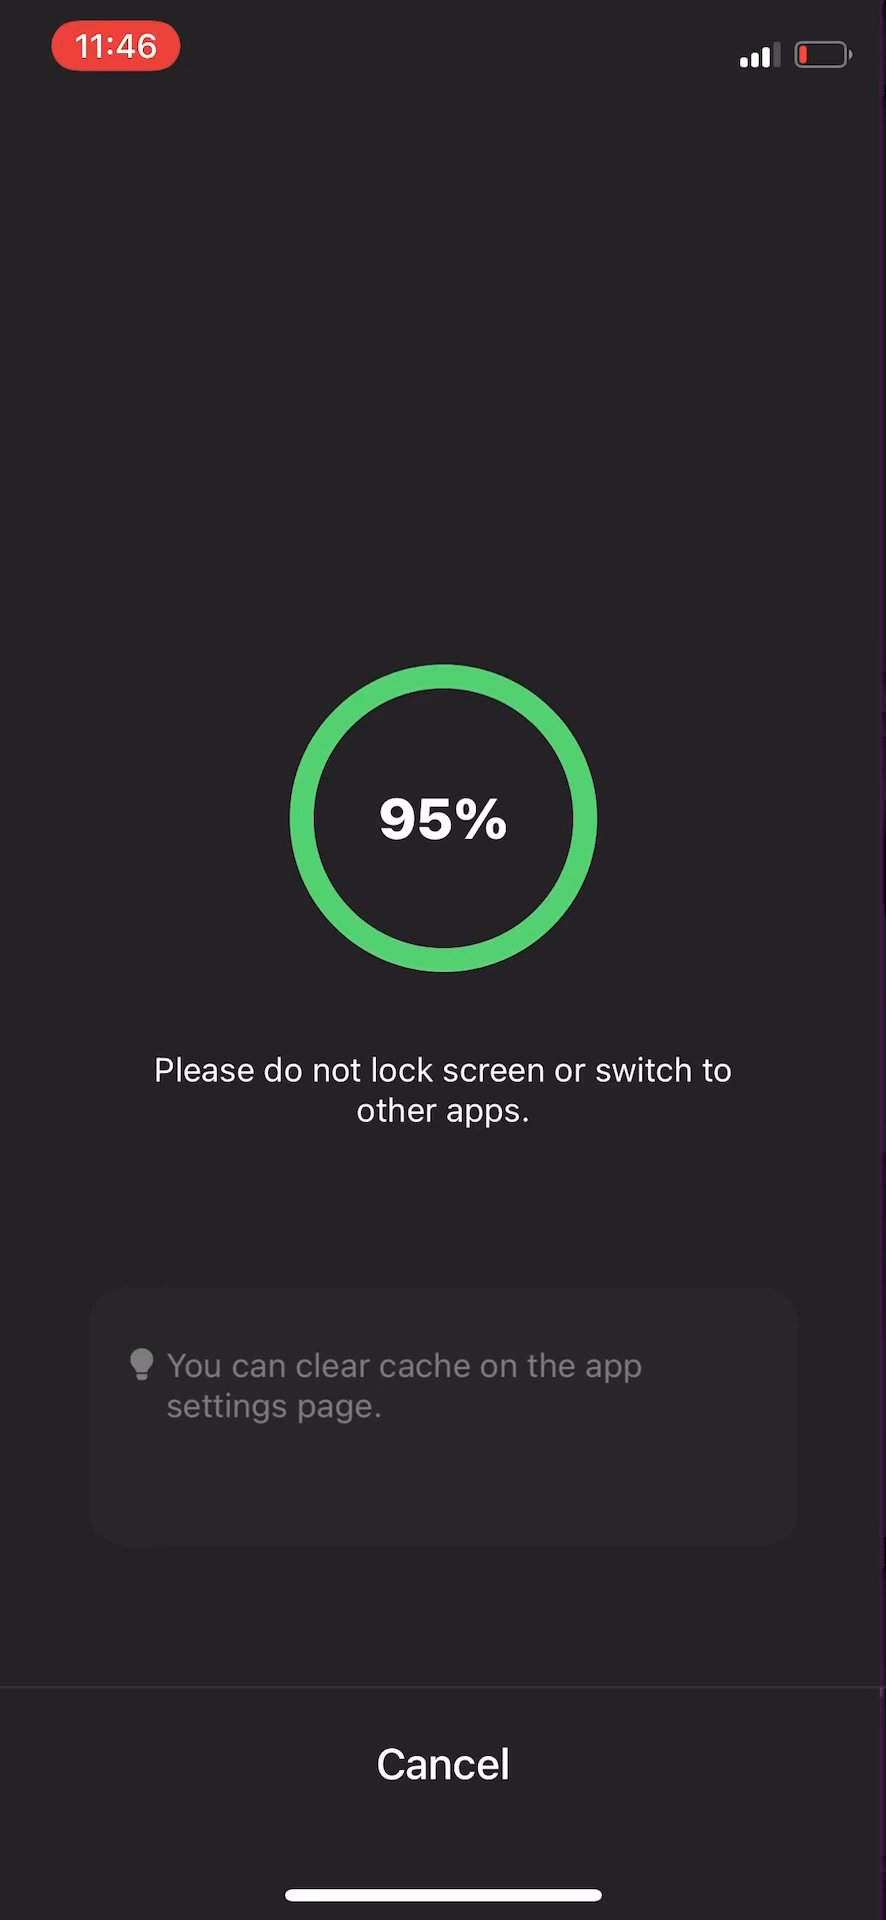 11:46
95%
Please do not lock screen or switch to
other apps.
You can clear cache on the app
settings page.
Cancel